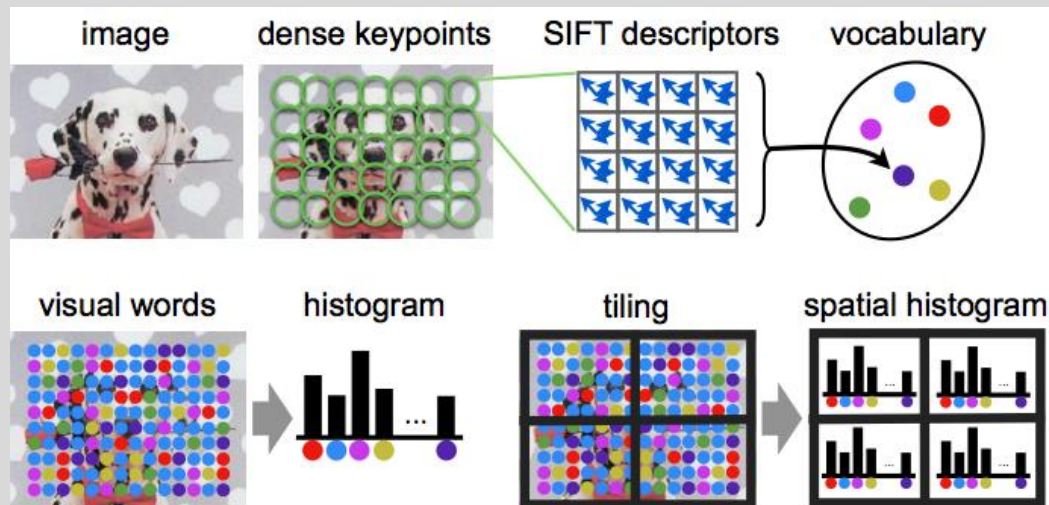 image
dense keypoints
SIFT descriptors
vocabulary
visual words
histogram
tiling
spatial histogram
...
...
...
...
...